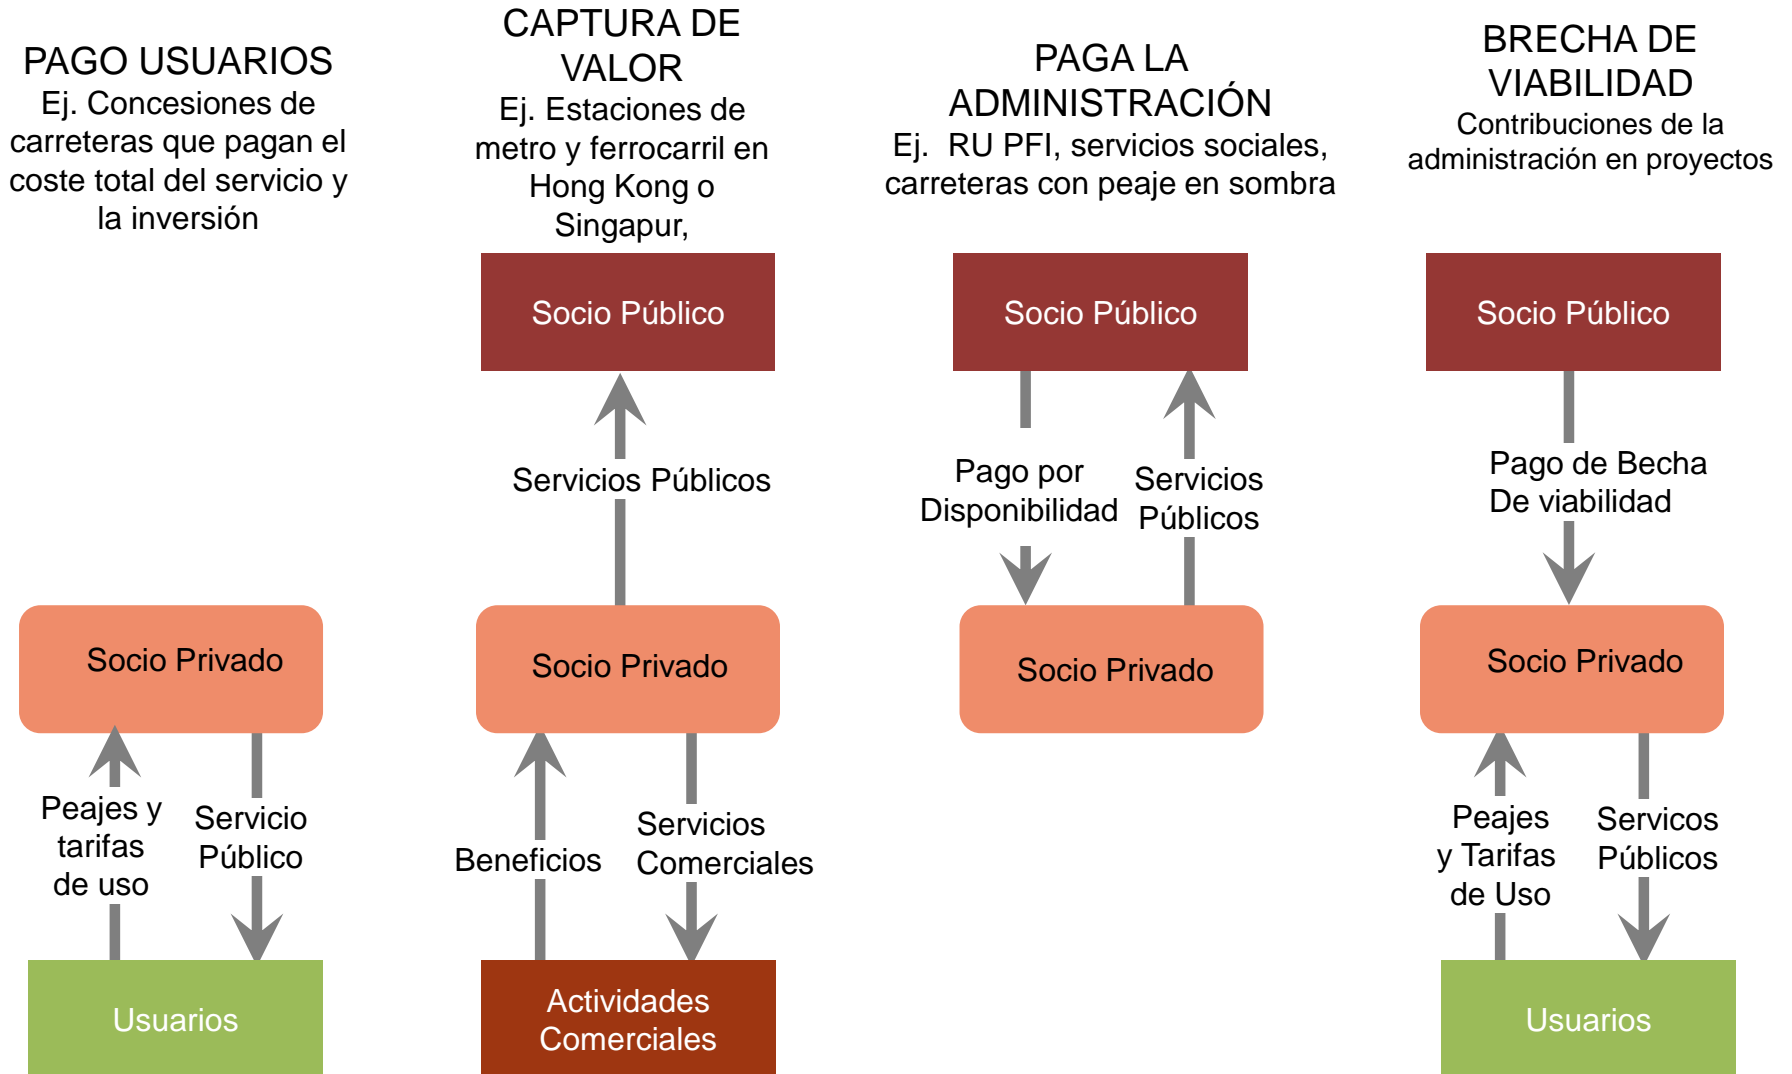 PAGO USUARIOS
Ej. Concesiones de
carreteras que pagan el
coste total del servicio y
la inversión
CAPTURA DE
VALOR
Ej. Estaciones de
metro y ferrocarril en
Hong Kong o
Singapur,
PAGA LA
ADMINISTRACIÓN
Ej. RU PFI, servicios sociales,
carreteras con peaje en sombra
BRECHA DE
VIABILIDAD
Contribuciones de la
administración en proyectos
Socio Público
Socio Público
Socio Público
Servicios Públicos
Pago por
Disponibilidad
Servicios
Públicos
Pago de Becha
De viabilidad
Socio Privado
Socio Privado
Socio Privado
Socio Privado
Peajes y
tarifas
de uso
Servicio
Público
Beneficios
Servicios
Comerciales
Peajes
y Tarifas
de Uso
Servicos
Públicos
Usuarios
Actividades
Comerciales
Usuarios